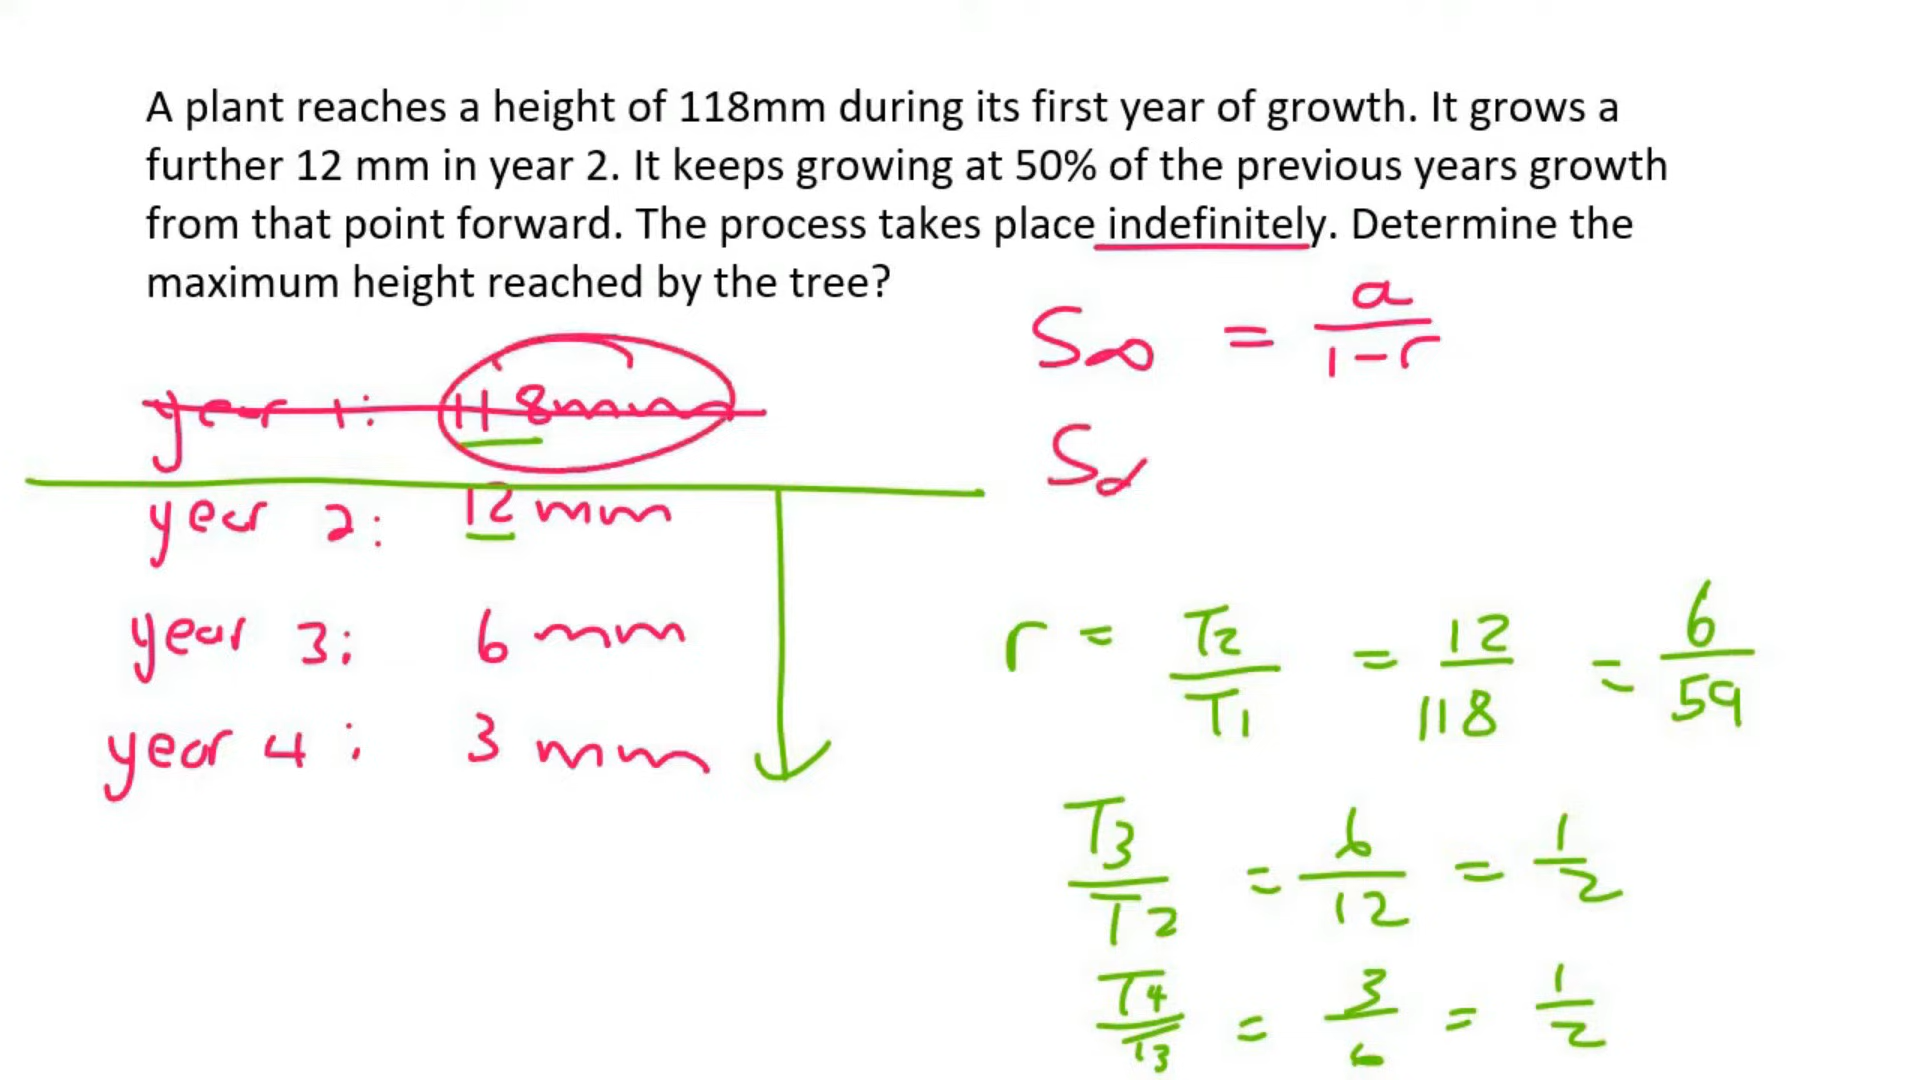 A plant reaches a height of 118mm during its first year of growth. It grows a
further 12 mm in year 2. It keeps growing at 50% of the previous years growth
from that point forward. The process takes place indefinitely. Determine the
maximum height reached by the tree?
S∞ = a/1-r
year 1: 118mm
S
year 2: 12 mm
year 3: 6 mm
year 4: 3 mm
r = T2/T1 = 12/118 = 6/59
T3/T2 = 6/12 = 1/2
T4/T3 = 3/6 = 1/2